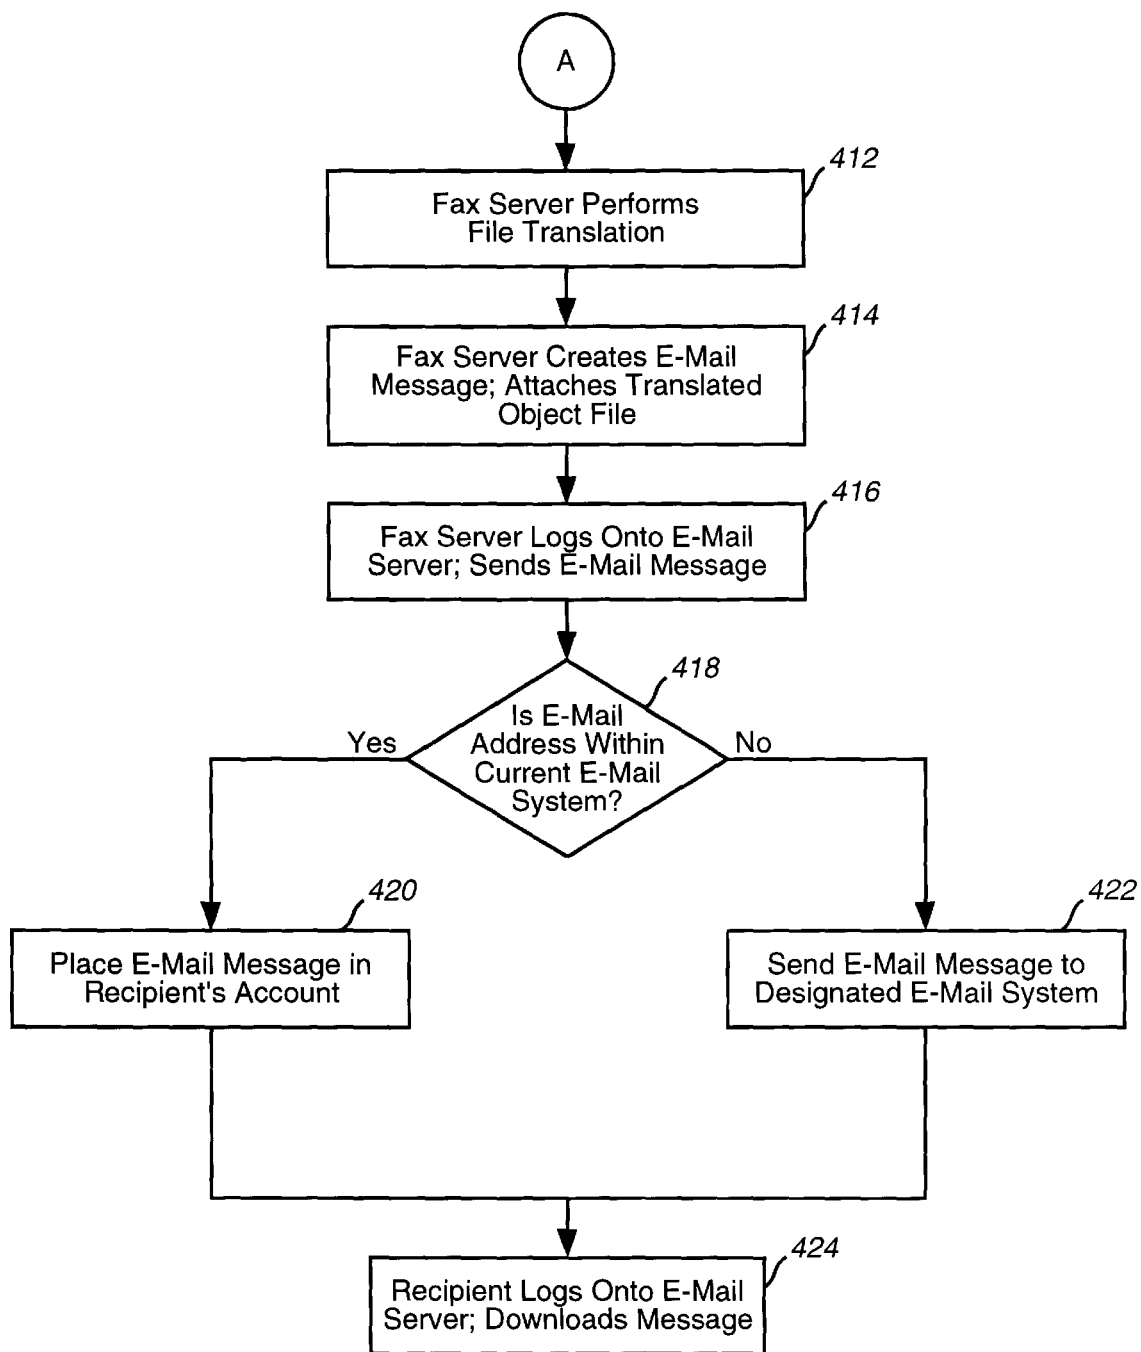 A
412
Fax Server Performs
File Translation
414
Fax Server Creates E-Mail
Message; Attaches Translated
Object File
416
Fax Server Logs Onto E-Mail
Server; Sends E-Mail Message
418
Is E-Mail
Address Within
Current E-Mail
System?
Yes
No
420
Place E-Mail Message in
Recipient's Account
422
Send E-Mail Message to
Designated E-Mail System
424
Recipient Logs Onto E-Mail
Server; Downloads Message